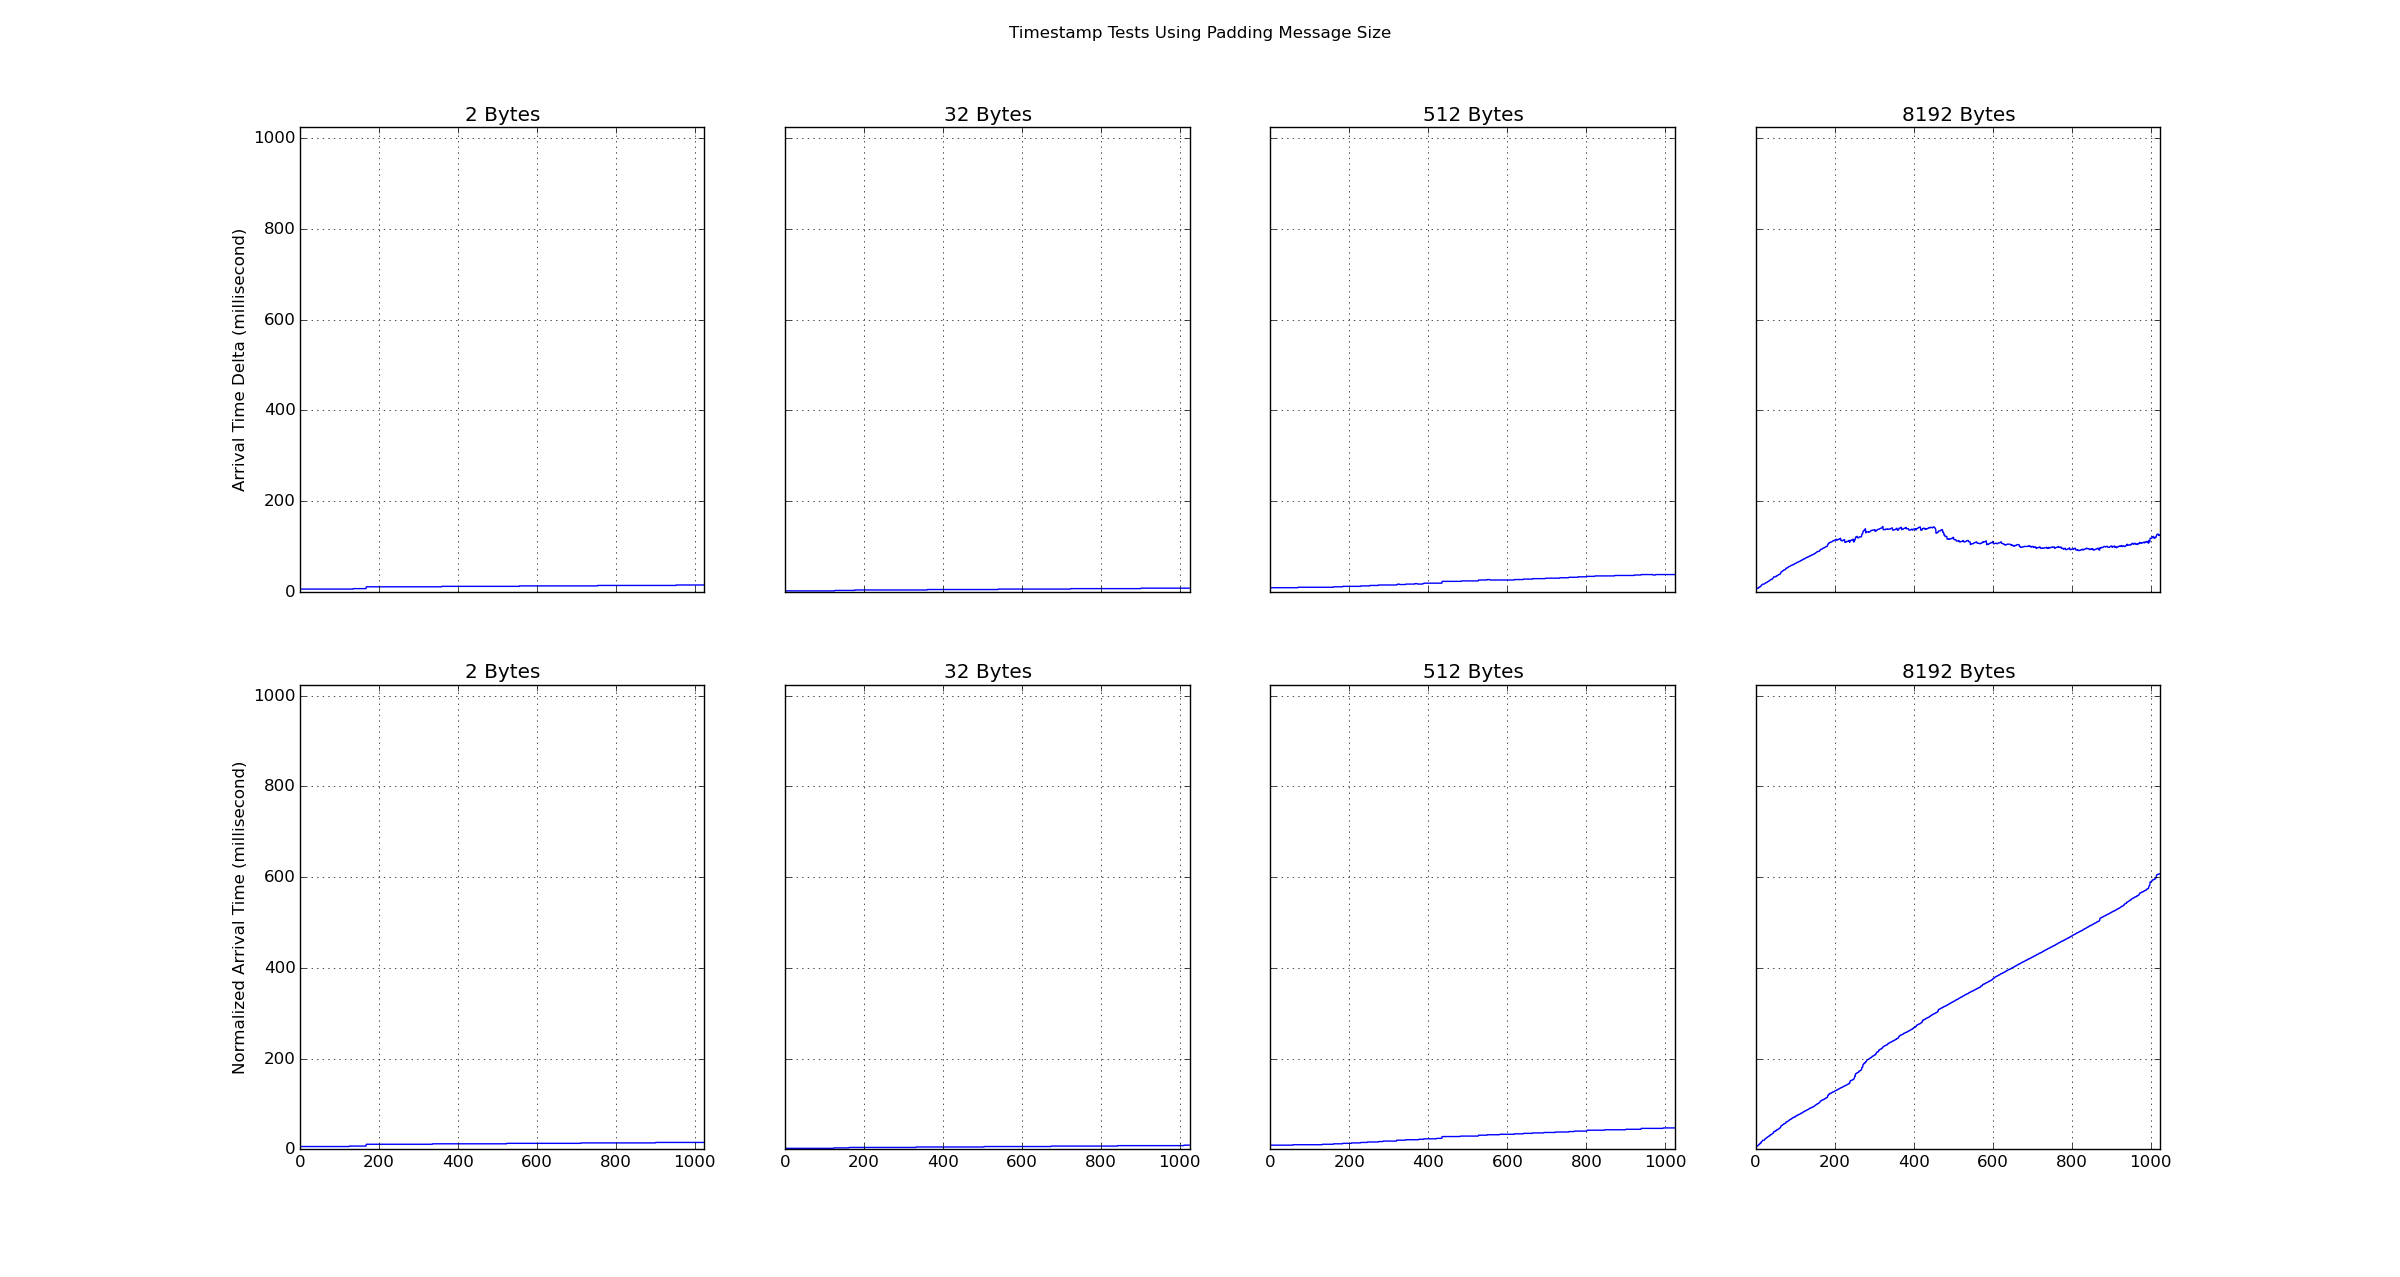 Timestamp Tests Using Padding Message Size
2 Bytes
32 Bytes
512 Bytes
8192 Bytes
1000
800
600
400
200
0
Arrival Time Delta (millisecond)
2 Bytes
32 Bytes
512 Bytes
8192 Bytes
1000
800
600
400
200
0
Normalized Arrival Time (millisecond)
0 200 400 600 800 1000
0 200 400 600 800 1000
0 200 400 600 800 1000
0 200 400 600 800 1000